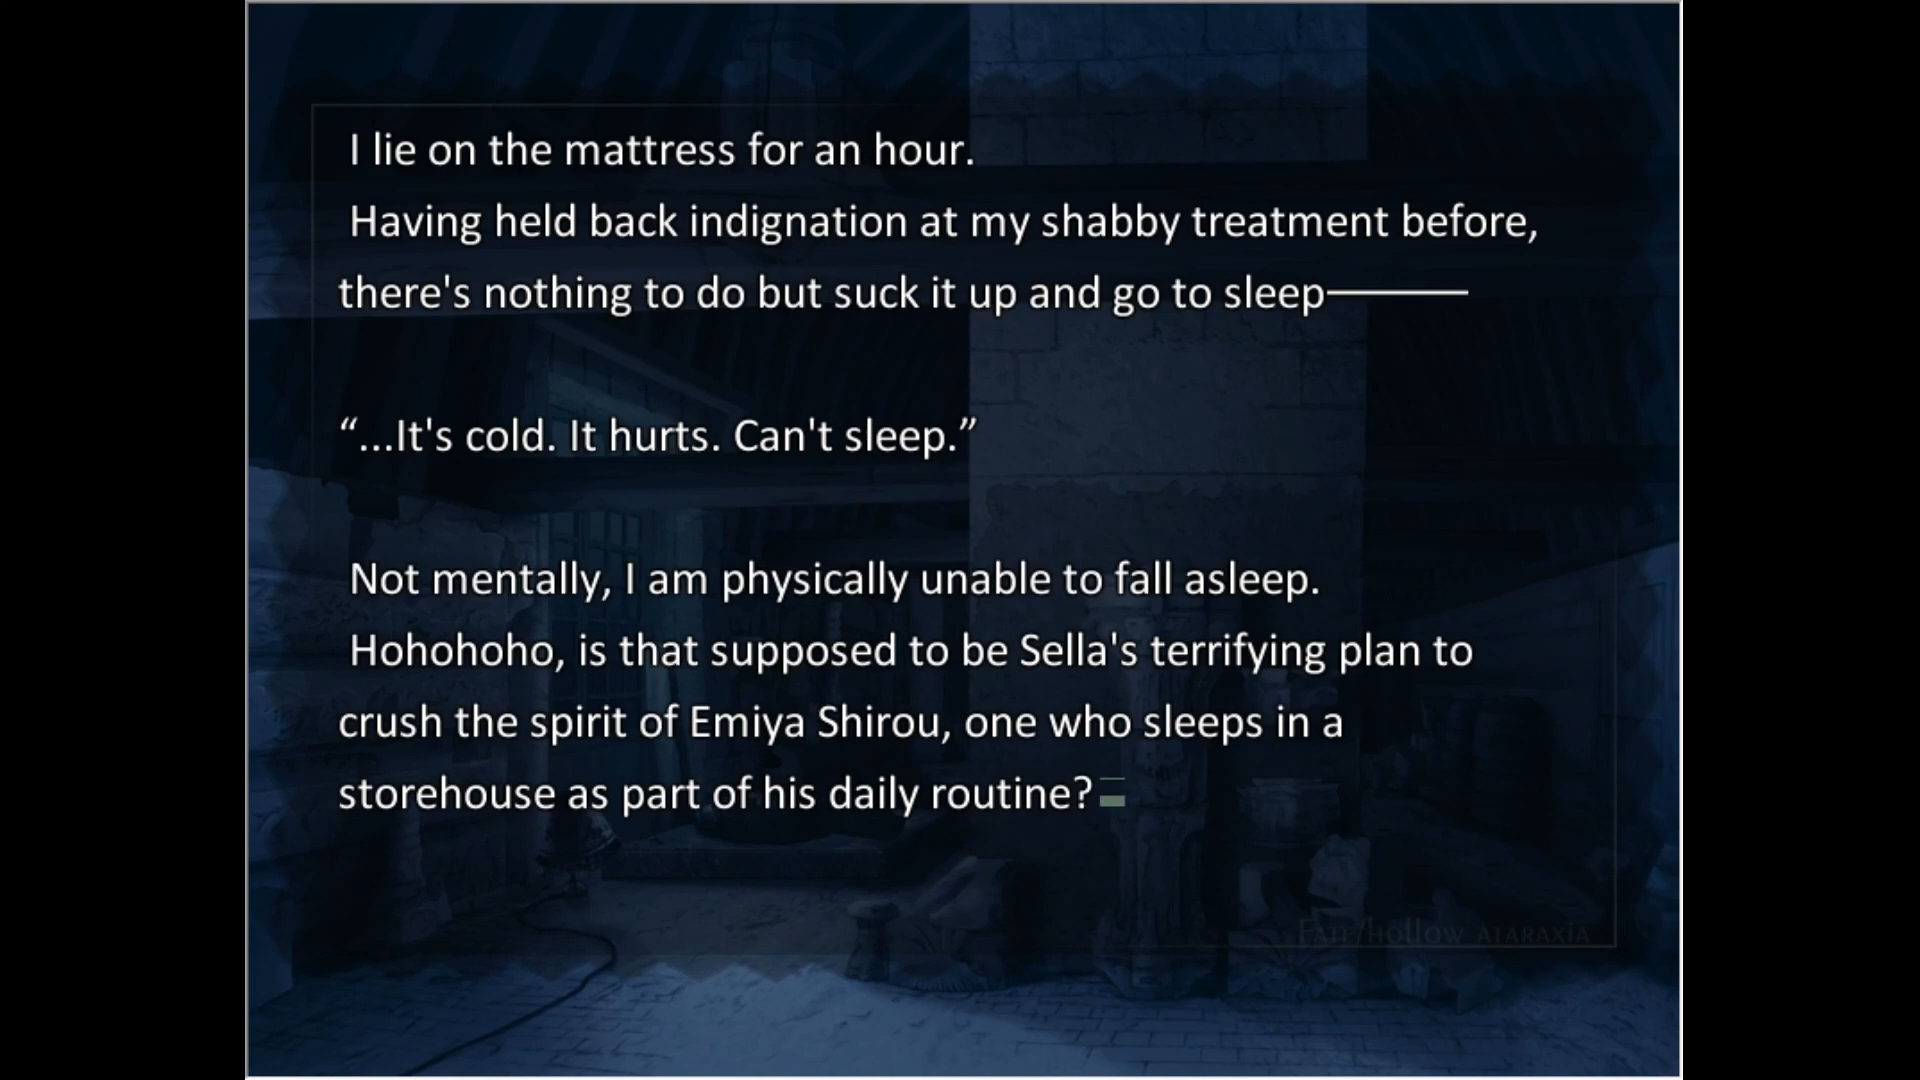 I lie on the mattress for an hour.
Having held back indignation at my shabby treatment before,
there's nothing to do but suck it up and go to sleep―――
“...It's cold. It hurts. Can't sleep.”
Not mentally, I am physically unable to fall asleep.
Hohohoho, is that supposed to be Sella's terrifying plan to
crush the spirit of Emiya Shirou, one who sleeps in a
storehouse as part of his daily routine?
Fate/hollow ataraxia